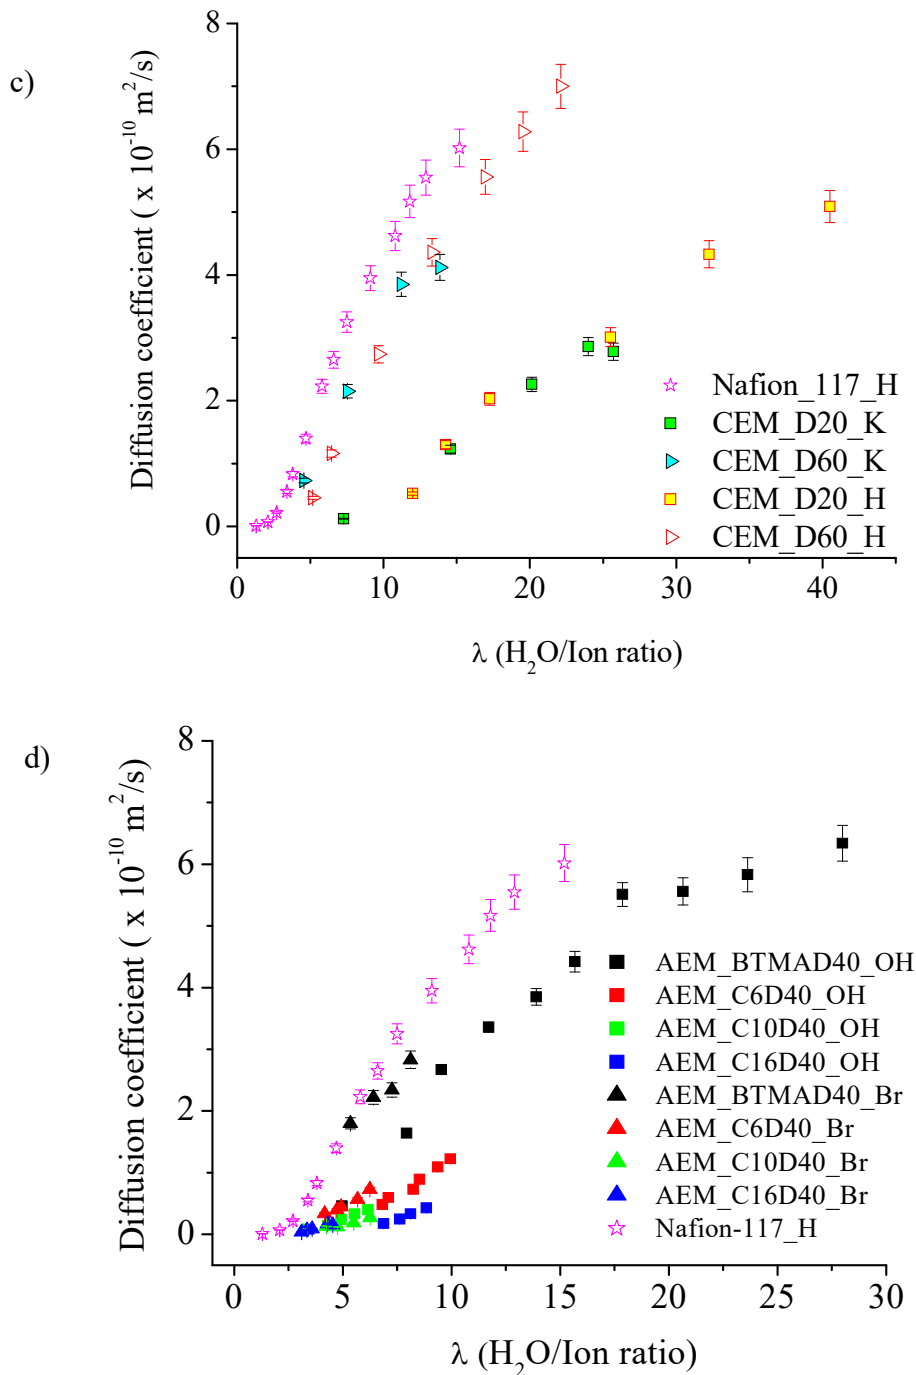 c)
Diffusion coefficient ( x 10⁻¹⁰ m²/s)
8
6
4
2
0
0 10 20 30 40
λ (H₂O/Ion ratio)
Nafion_117_H
CEM_D20_K
CEM_D60_K
CEM_D20_H
CEM_D60_H
d)
Diffusion coefficient ( x 10⁻¹⁰ m²/s)
8
6
4
2
0
0 5 10 15 20 25 30
λ (H₂O/Ion ratio)
AEM_BTMAD40_OH
AEM_C6D40_OH
AEM_C10D40_OH
AEM_C16D40_OH
AEM_BTMAD40_Br
AEM_C6D40_Br
AEM_C10D40_Br
AEM_C16D40_Br
Nafion-117_H